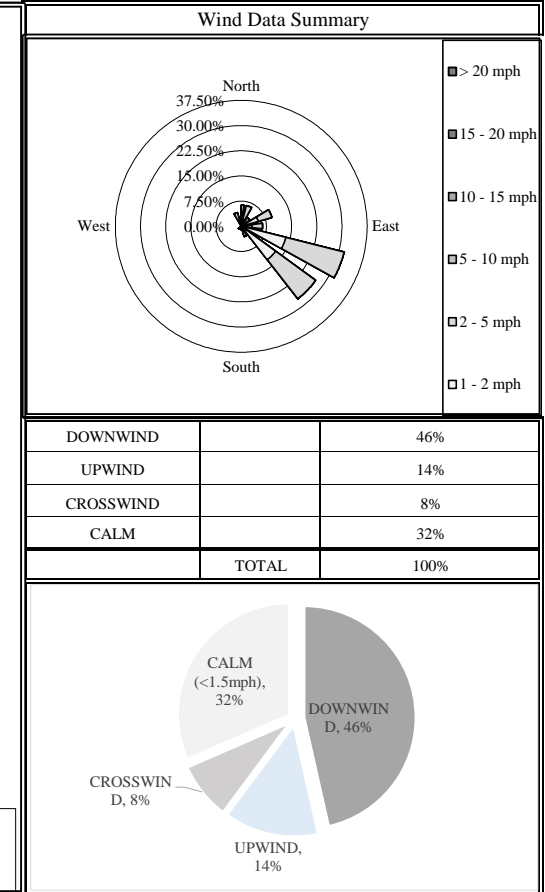 Wind Data Summary
North
37.50%
30.00%
22.50%
15.00%
7.50%
0.00%
West
East
South
> 20 mph
15 - 20 mph
10 - 15 mph
5 - 10 mph
2 - 5 mph
1 - 2 mph
DOWNWIND 46%
UPWIND 14%
CROSSWIND 8%
CALM 32%
TOTAL 100%
CALM
(<1.5mph),
32%
DOWNWIN
D, 46%
CROSSWIN
D, 8%
UPWIND,
14%